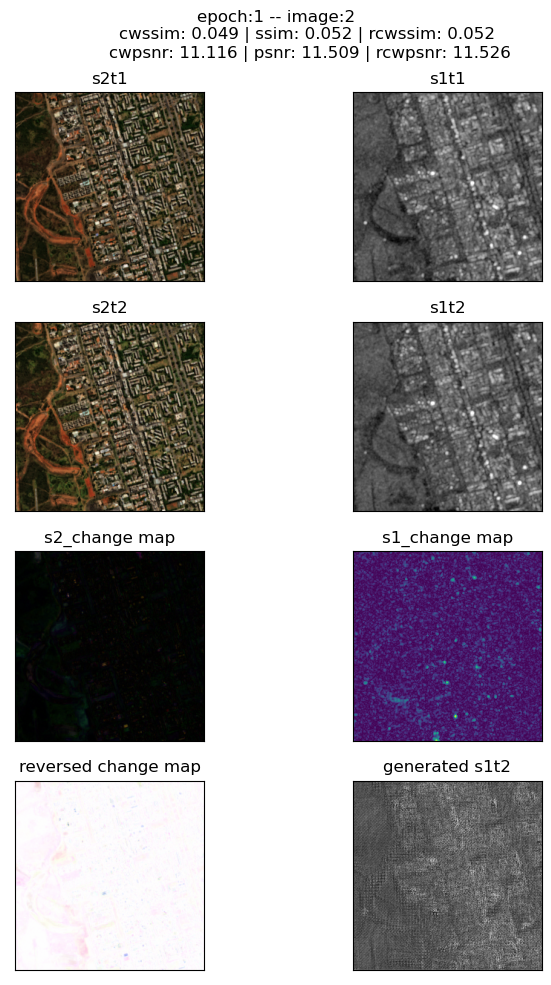 epoch:1 -- image:2
cwssim: 0.049 | ssim: 0.052 | rcwssim: 0.052
cwpsnr: 11.116 | psnr: 11.509 | rcwpsnr: 11.526
s2t1
s1t1
s2t2
s1t2
s2_change map
s1_change map
reversed change map
generated s1t2